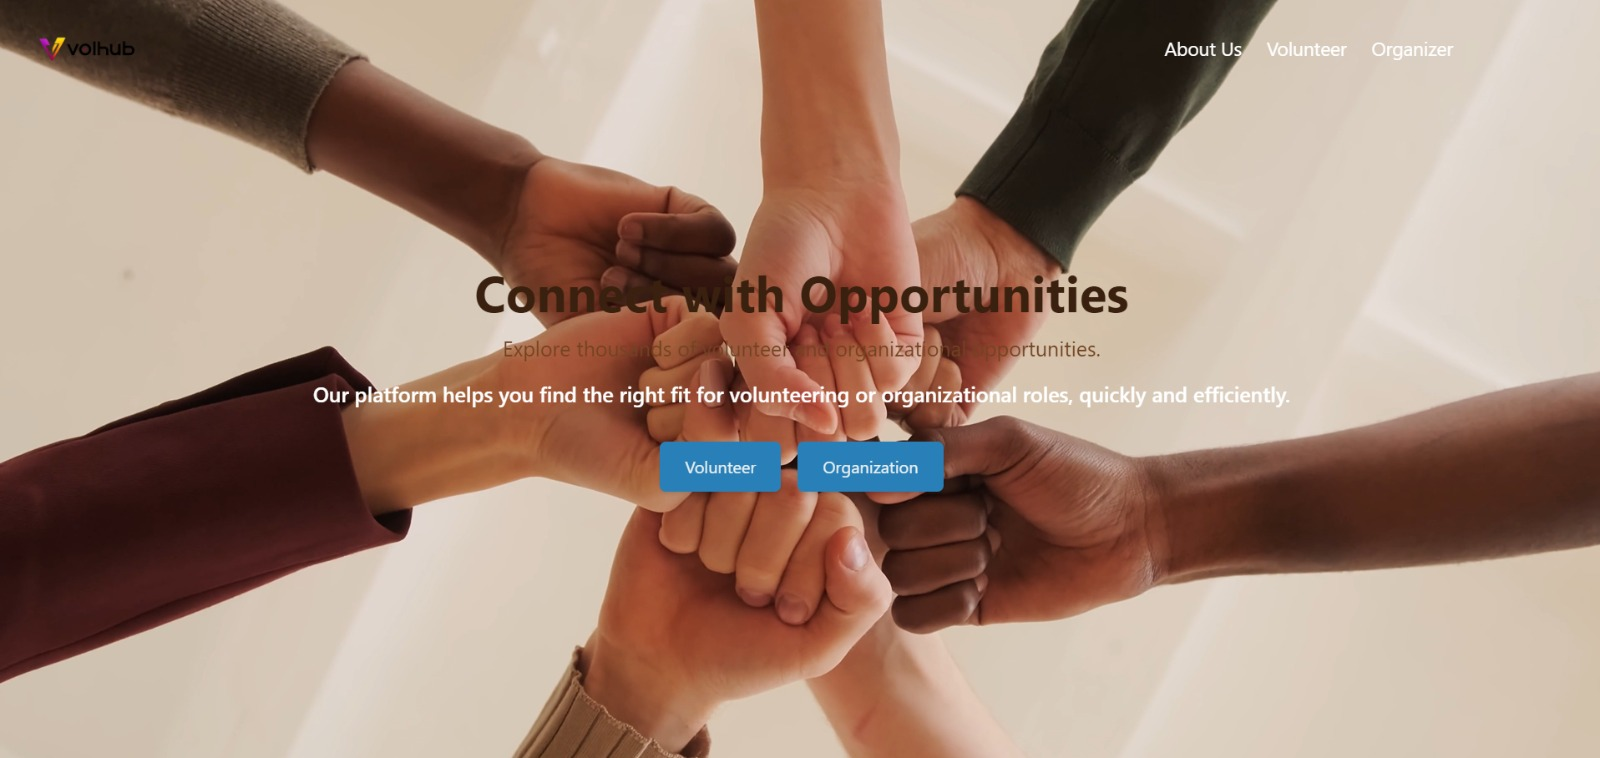 volhub
About Us Volunteer Organizer
Connect with Opportunities
Explore thousands of volunteer and organizational opportunities.
Our platform helps you find the right fit for volunteering or organizational roles, quickly and efficiently.
Volunteer Organization